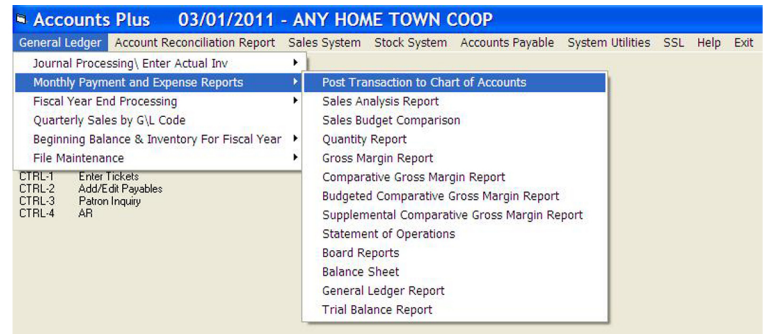 Accounts Plus 03/01/2011 - ANY HOME TOWN COOP
General Ledger Account Reconciliation Report Sales System Stock System Accounts Payable System Utilities SSL Help Exit
Journal Processing\ Enter Actual Inv
Monthly Payment and Expense Reports
Fiscal Year End Processing
Quarterly Sales by G\L Code
Beginning Balance & Inventory For Fiscal Year
File Maintenance
Post Transaction to Chart of Accounts
Sales Analysis Report
Sales Budget Comparison
Quantity Report
Gross Margin Report
Comparative Gross Margin Report
Budgeted Comparative Gross Margin Report
Supplemental Comparative Gross Margin Report
Statement of Operations
Board Reports
Balance Sheet
General Ledger Report
Trial Balance Report
CTRL-1 Enter Tickets
CTRL-2 Add/Edit Payables
CTRL-3 Patron Inquiry
CTRL-4 AR